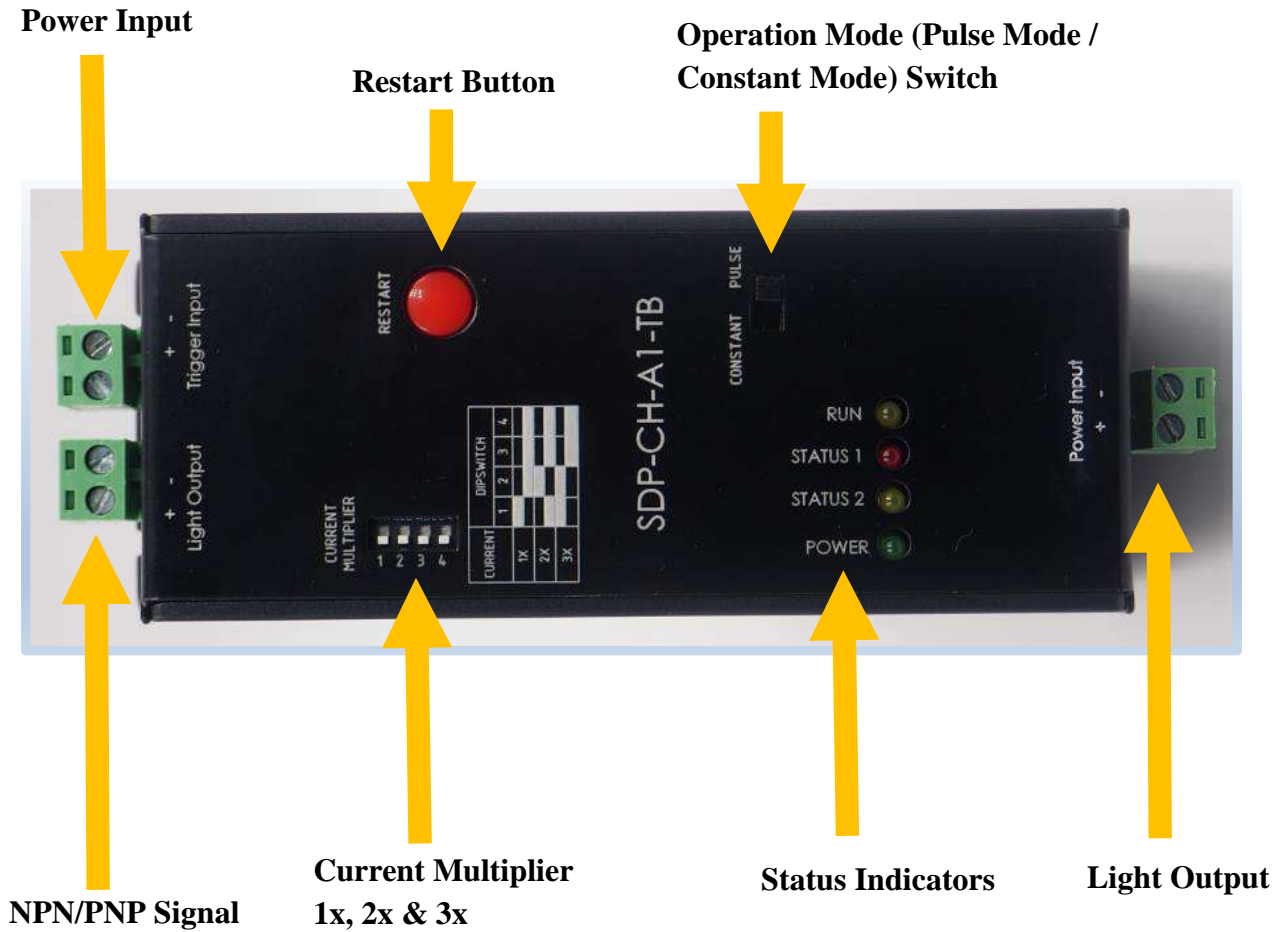 Power Input
Restart Button
Operation Mode (Pulse Mode /
Constant Mode) Switch
- +
Trigger Input
- +
Light Output
RESTART
CURRENT
MULTIPLIER
1 2 3 4
CURRENT
DIPSWITCH
1 2 3 4
1X
2X
3X
SDP-CH-A1-TB
CONSTANT PULSE
RUN
STATUS 1
STATUS 2
POWER
Power Input
+ -
NPN/PNP Signal
Current Multiplier
1x, 2x & 3x
Status Indicators
Light Output